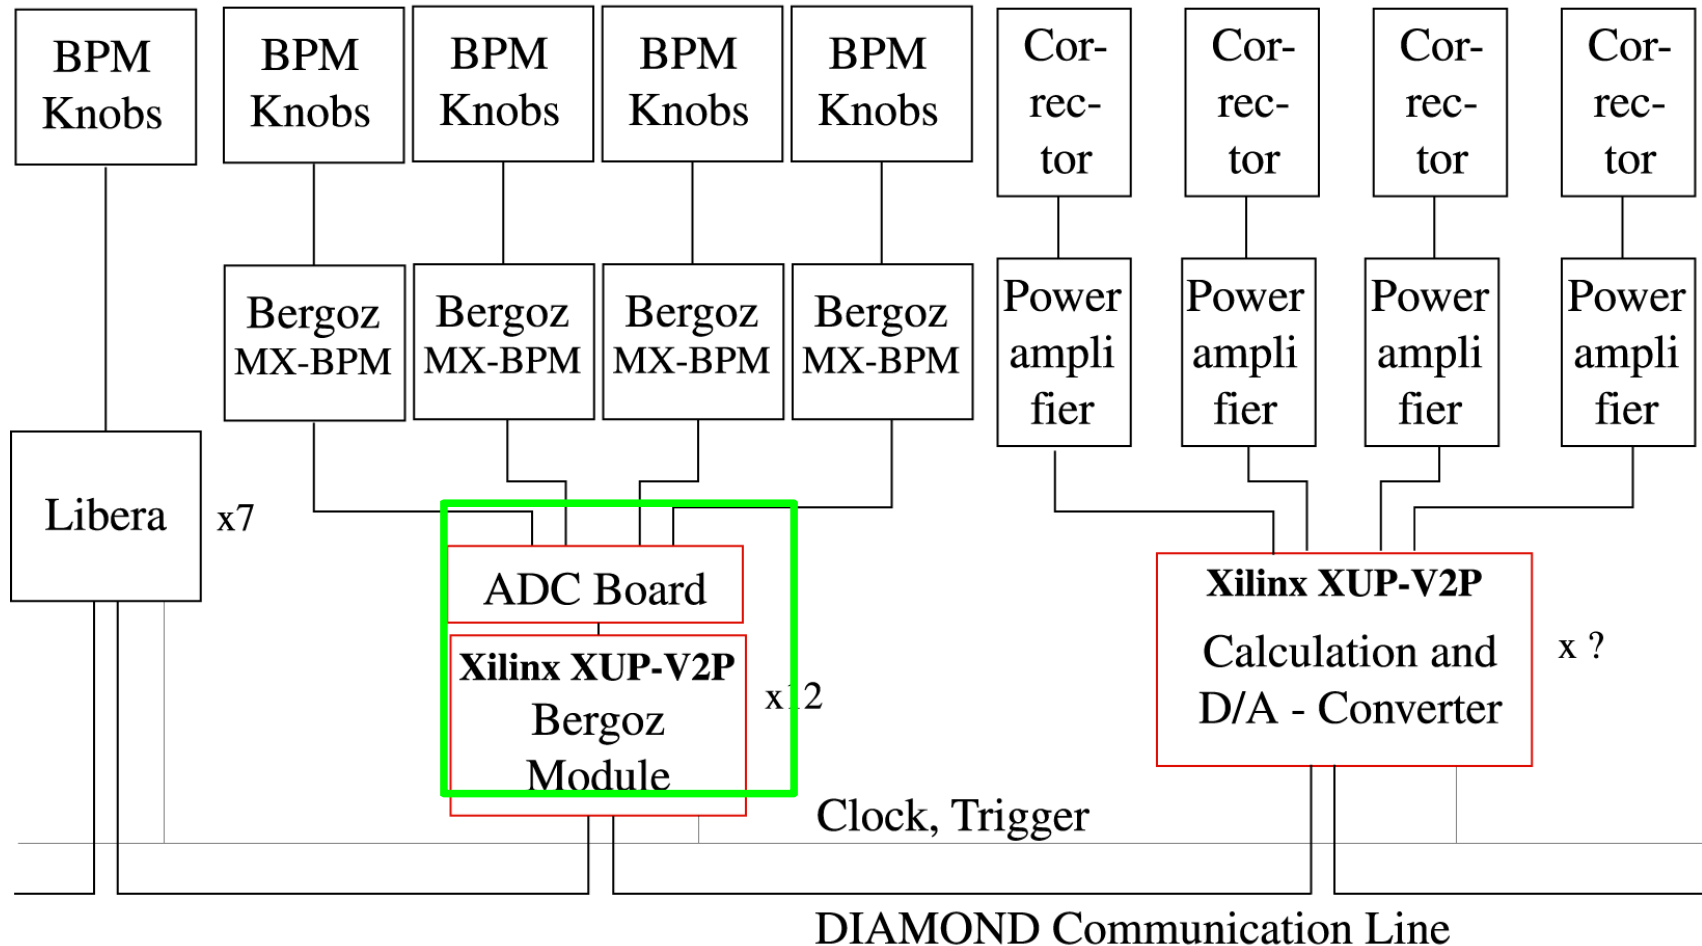 BPM
Knobs
BPM
Knobs
BPM
Knobs
BPM
Knobs
BPM
Knobs
Cor-
rec-
tor
Cor-
rec-
tor
Cor-
rec-
tor
Cor-
rec-
tor
Bergoz
MX-BPM
Bergoz
MX-BPM
Bergoz
MX-BPM
Bergoz
MX-BPM
Power
ampli
fier
Power
ampli
fier
Power
ampli
fier
Power
ampli
fier
Libera
x7
ADC Board
Xilinx XUP-V2P
Bergoz
Module
x12
Xilinx XUP-V2P
Calculation and
D/A - Converter
x ?
Clock, Trigger
DIAMOND Communication Line